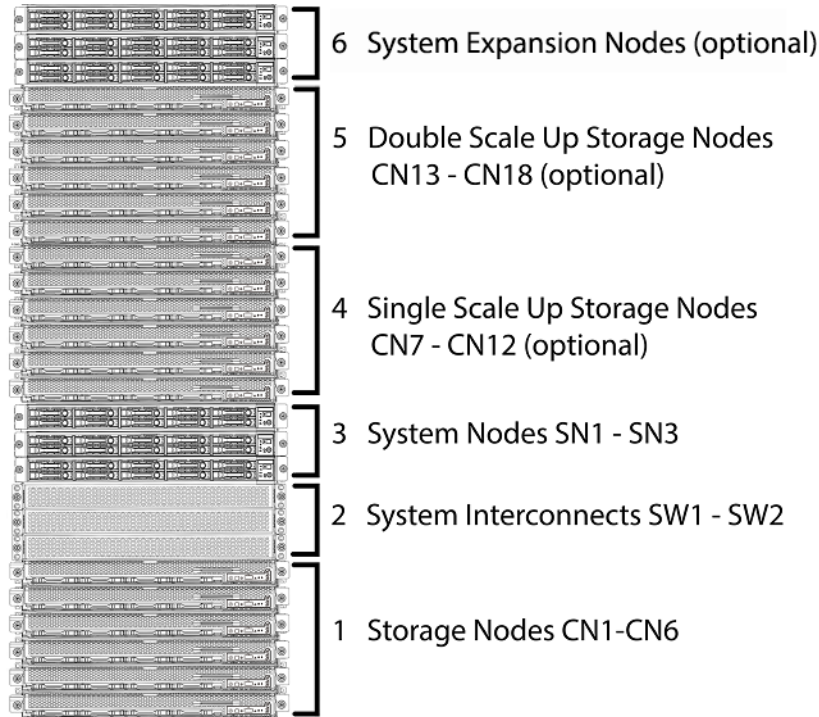 6 System Expansion Nodes (optional)
5 Double Scale Up Storage Nodes
CN13 - CN18 (optional)
4 Single Scale Up Storage Nodes
CN7 - CN12 (optional)
3 System Nodes SN1 - SN3
2 System Interconnects SW1 - SW2
1 Storage Nodes CN1-CN6